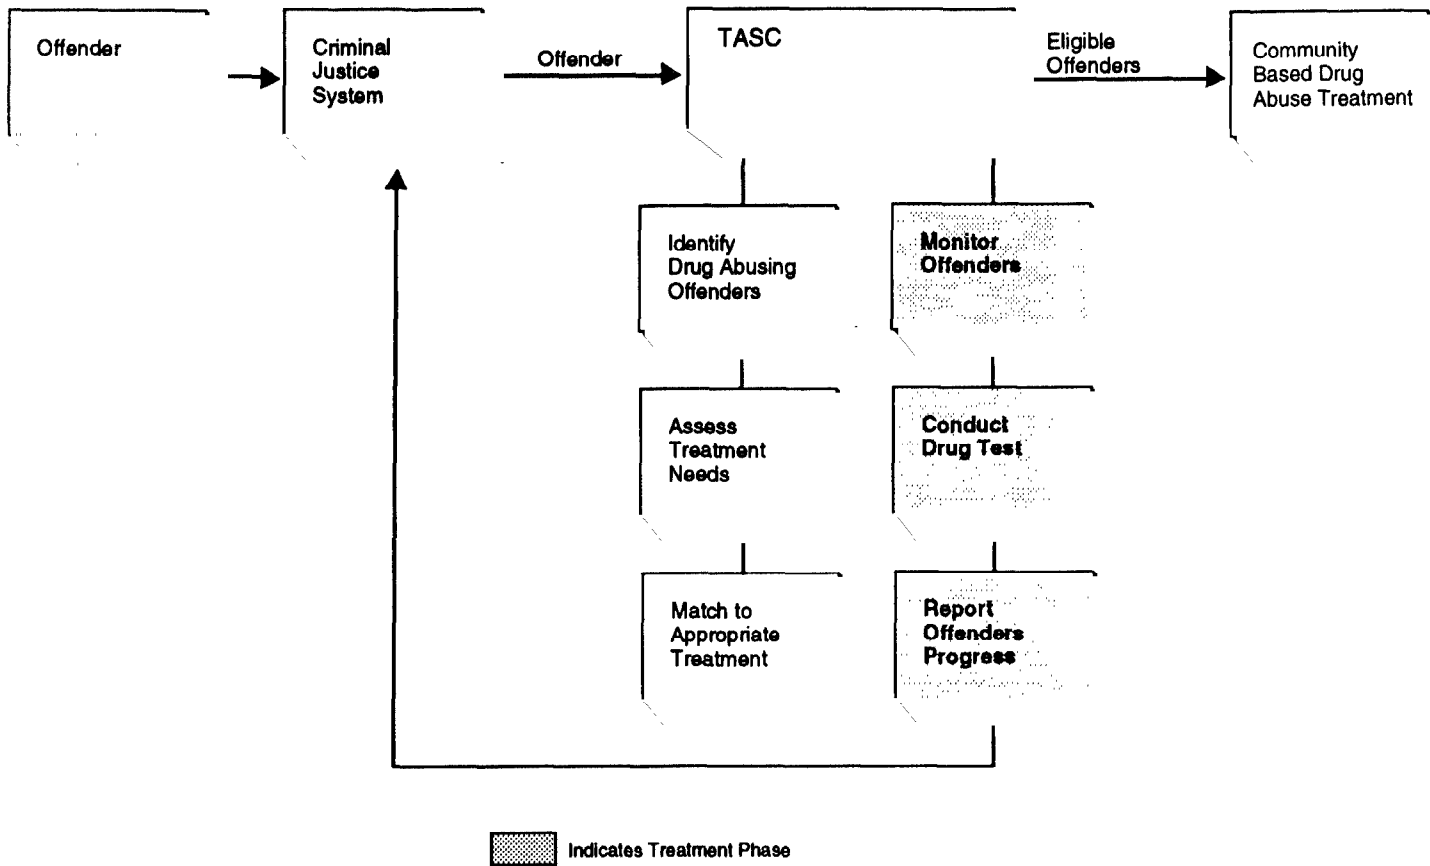 Offender
Criminal
Justice
System
Offender
TASC
Eligible
Offenders
Community
Based Drug
Abuse Treatment
Identify
Drug Abusing
Offenders
Monitor
Offenders
Assess
Treatment
Needs
Conduct
Drug Test
Match to
Appropriate
Treatment
Report
Offenders
Progress
Indicates Treatment Phase